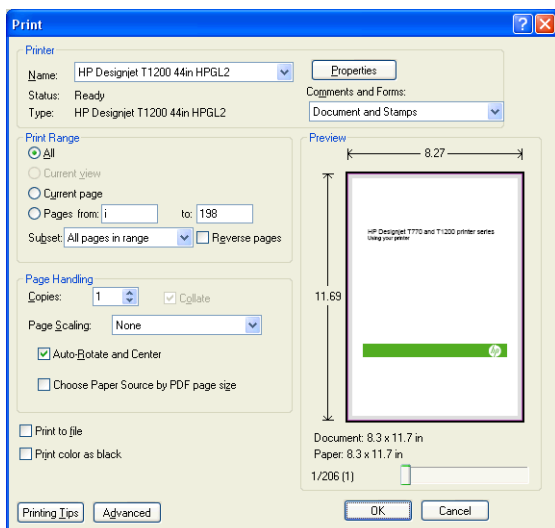 Print
Printer
Name: HP Designjet T1200 44in HPGL2
Properties
Status: Ready
Type: HP Designjet T1200 44in HPGL2
Comments and Forms:
Document and Stamps
Print Range
All
Current view
Current page
Pages from: i to: 198
Subset: All pages in range
Reverse pages
Page Handling
Copies: 1
Collate
Page Scaling: None
Auto-Rotate and Center
Choose Paper Source by PDF page size
Print to file
Print color as black
Printing Tips
Advanced
Preview
8.27
11.69
HP Designjet T770 and T1200 printer series
Using your printer
hp
Document: 8.3 x 11.7 in
Paper: 8.3 x 11.7 in
1/206 (1)
OK
Cancel